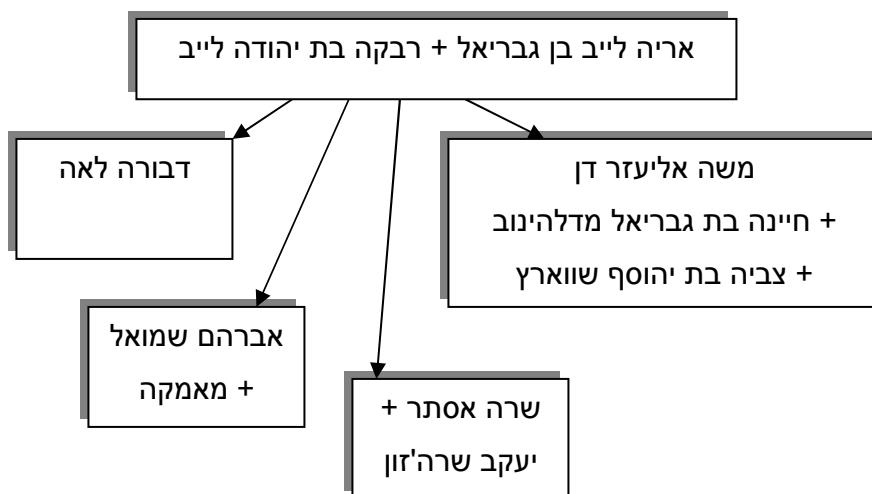 אריה לייב בן גבריאל + רבקה בת יהודה לייב
משה אליעזר דן
+ חיינה בת גבריאל מדלהינוב
+ צביה בת יהוסף שווארץ
דבורה לאה
אברהם שמואל
+ מאמקה
שרה אסתר +
יעקב שרה'זון